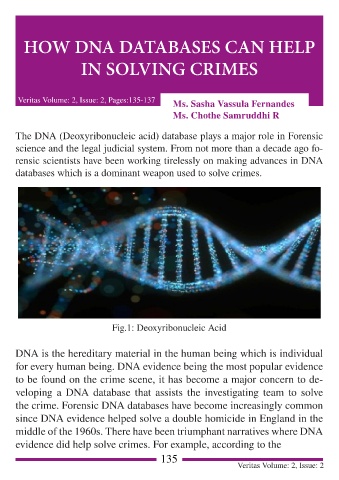 HOW DNA DATABASES CAN HELP
IN SOLVING CRIMES
Veritas Volume: 2, Issue: 2, Pages:135-137
Ms. Sasha Vassula Fernandes
Ms. Chothe Samruddhi R
The DNA (Deoxyribonucleic acid) database plays a major role in Forensic
science and the legal judicial system. From not more than a decade ago fo-
rensic scientists have been working tirelessly on making advances in DNA
databases which is a dominant weapon used to solve crimes.
Fig.1: Deoxyribonucleic Acid
DNA is the hereditary material in the human being which is individual
for every human being. DNA evidence being the most popular evidence
to be found on the crime scene, it has become a major concern to de-
veloping a DNA database that assists the investigating team to solve
the crime. Forensic DNA databases have become increasingly common
since DNA evidence helped solve a double homicide in England in the
middle of the 1960s. There have been triumphant narratives where DNA
evidence did help solve crimes. For example, according to the
135
Veritas Volume: 2, Issue: 2